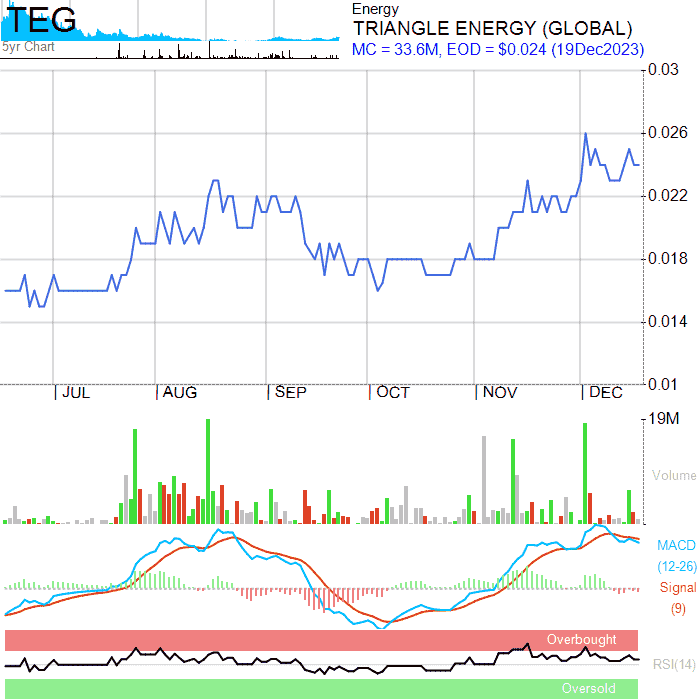 TEG
5yr Chart
Energy
TRIANGLE ENERGY (GLOBAL)
MC = 33.6M, EOD = $0.024 (19Dec2023)
0.03
0.026
0.022
0.018
0.014
0.01
JUL AUG SEP OCT NOV DEC
19M
Volume
MACD
(12-26)
Signal
(9)
Overbought
RSI(14)
Oversold